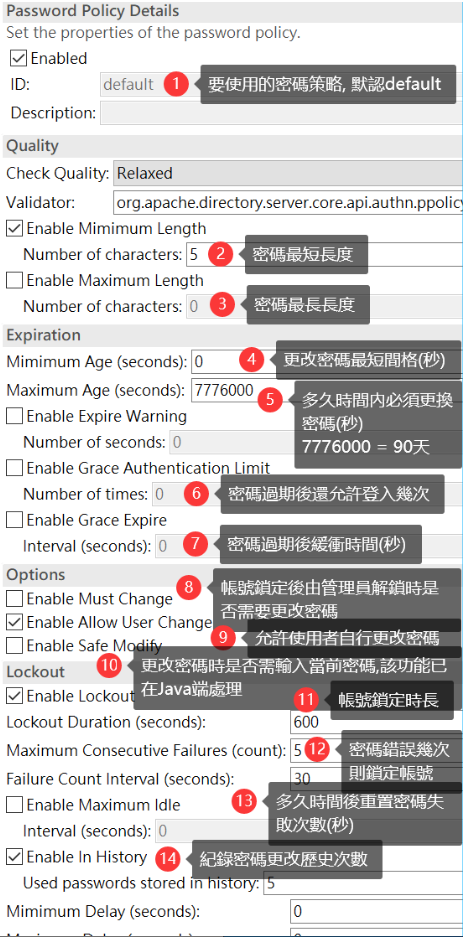 Password Policy Details
Set the properties of the password policy.
Enabled
ID: default 1 要使用的密碼策略, 默認default
Description:
Quality
Check Quality: Relaxed
Validator: org.apache.directory.server.core.api.authn.ppolicy
Enable Mimimum Length
Number of characters: 5 2 密碼最短長度
Enable Maximum Length
Number of characters: 0 3 密碼最長長度
Expiration
Mimimum Age (seconds): 0 4 更改密碼最短間格(秒)
Maximum Age (seconds): 7776000
5 多久時間內必須更換
密碼(秒)
7776000 = 90天
Enable Expire Warning
Number of seconds: 0
Enable Grace Authentication Limit
Number of times: 0 6 密碼過期後還允許登入幾次
Enable Grace Expire
Interval (seconds): 0 7 密碼過期後緩衝時間(秒)
Options
8 帳號鎖定後由管理員解鎖時是
否需要更改密碼
Enable Must Change
Enable Allow User Change
9 允許使用者自行更改密碼
Enable Safe Modify
10 更改密碼時是否需輸入當前密碼,該功能已
在Java端處理
Lockout
Enable Lockout
11 帳號鎖定時長
Lockout Duration (seconds): 600
Maximum Consecutive Failures (count): 5 12 密碼錯誤幾次
則鎖定帳號
Failure Count Interval (seconds): 30
13 多久時間後重置密碼失
敗次數(秒)
Enable Maximum Idle
Interval (seconds): 0
Enable In History 14 紀錄密碼更改歷史次數
Used passwords stored in history: 5
Mimimum Delay (seconds): 0
Maximum Delay (seconds): 0